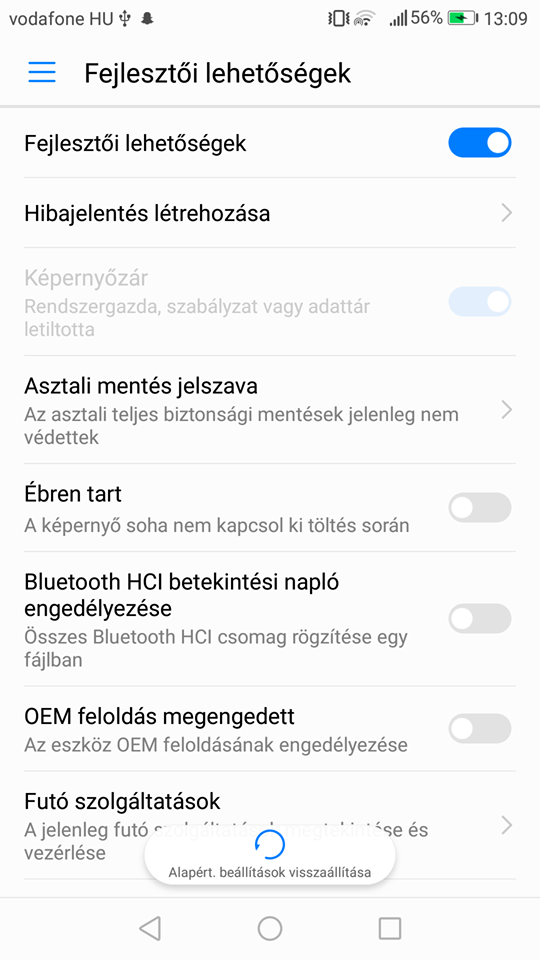 vodafone HU 56% 13:09
Fejlesztői lehetőségek
Fejlesztői lehetőségek
Hibajelentés létrehozása
Képernyőzár
Rendszergazda, szabályzat vagy adattár
letiltotta
Asztali mentés jelszava
Az asztali teljes biztonsági mentések jelenleg nem
védettek
Ébren tart
A képernyő soha nem kapcsol ki töltés során
Bluetooth HCI betekintési napló
engedélyezése
Összes Bluetooth HCI csomag rögzítése egy
fájlban
OEM feloldás megengedett
Az eszköz OEM feloldásának engedélyezése
Futó szolgáltatások
A jelenleg futó szolgáltatások megtekintése és
vezérlése
Alapért. beállítások visszaállítása